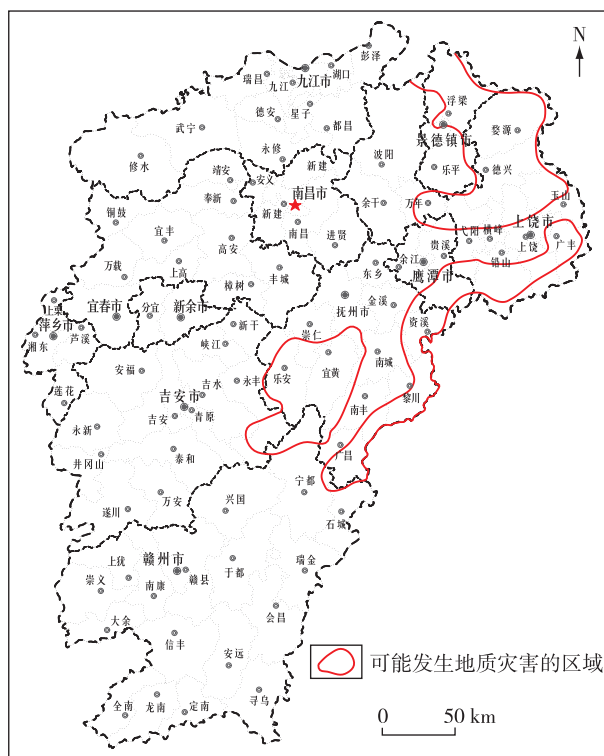 彭泽
N
瑞昌
九江市
湖口
九江
浮梁
德安
星子
武宁
都昌
景德镇市
婺源
永修
修水
新建
波阳
乐平
德兴
靖安
安义
南昌市
奉新
余干
万年
玉山
铜鼓
新建
宜丰
南昌
上饶市
进贤
弋阳
横峰
上饶
广丰
高安
贵溪
余江
铅山
东乡
鹰潭市
万载
上高
丰城
樟树
金溪
抚州市
上栗
宜春市
分宜
新余市
资溪
萍乡市
新干
崇仁
湘东
芦溪
峡江
安福
乐安
宜黄
南城
吉水
永丰
黎川
莲花
吉安市
南丰
吉安
青原
永新
广昌
井冈山
泰和
宁都
万安
兴国
遂川
石城
赣州市
上犹
于都
瑞金
崇义
南康
赣县
会昌
大余
信丰
安远
可能发生地质灾害的区域
寻乌
全南
龙南
定南
0
50 km